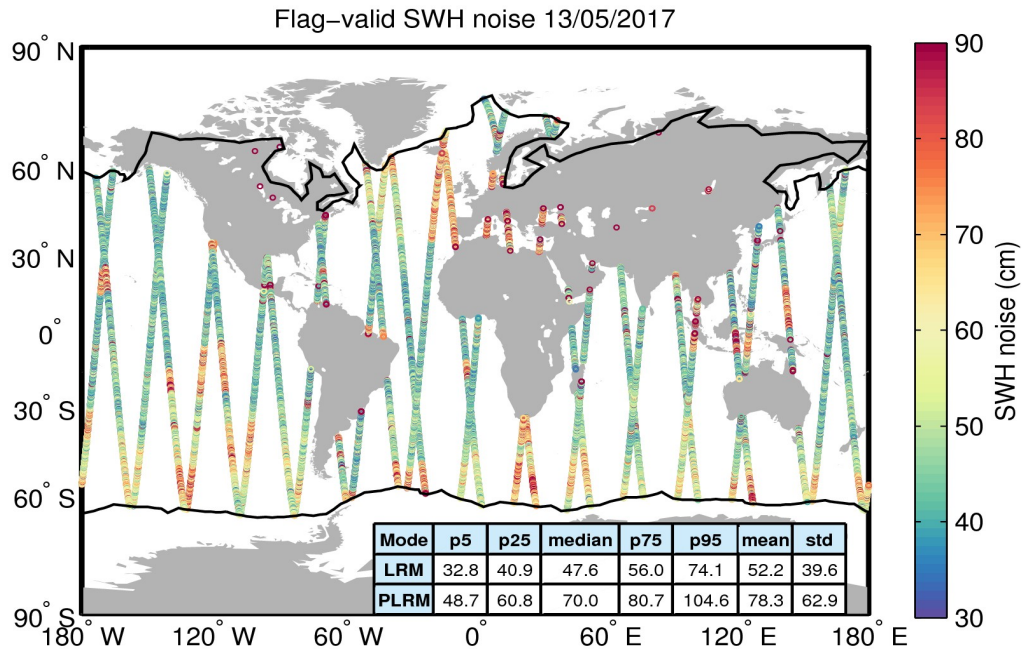 Flag−valid SWH noise 13/05/2017
90° N
60° N
30° N
0°
30° S
60° S
90° S
180° W 120° W 60° W 0° 60° E 120° E 180° E
Mode p5 p25 median p75 p95 mean std
LRM 32.8 40.9 47.6 56.0 74.1 52.2 39.6
PLRM 48.7 60.8 70.0 80.7 104.6 78.3 62.9
90
80
70
60
50
40
30
SWH noise (cm)